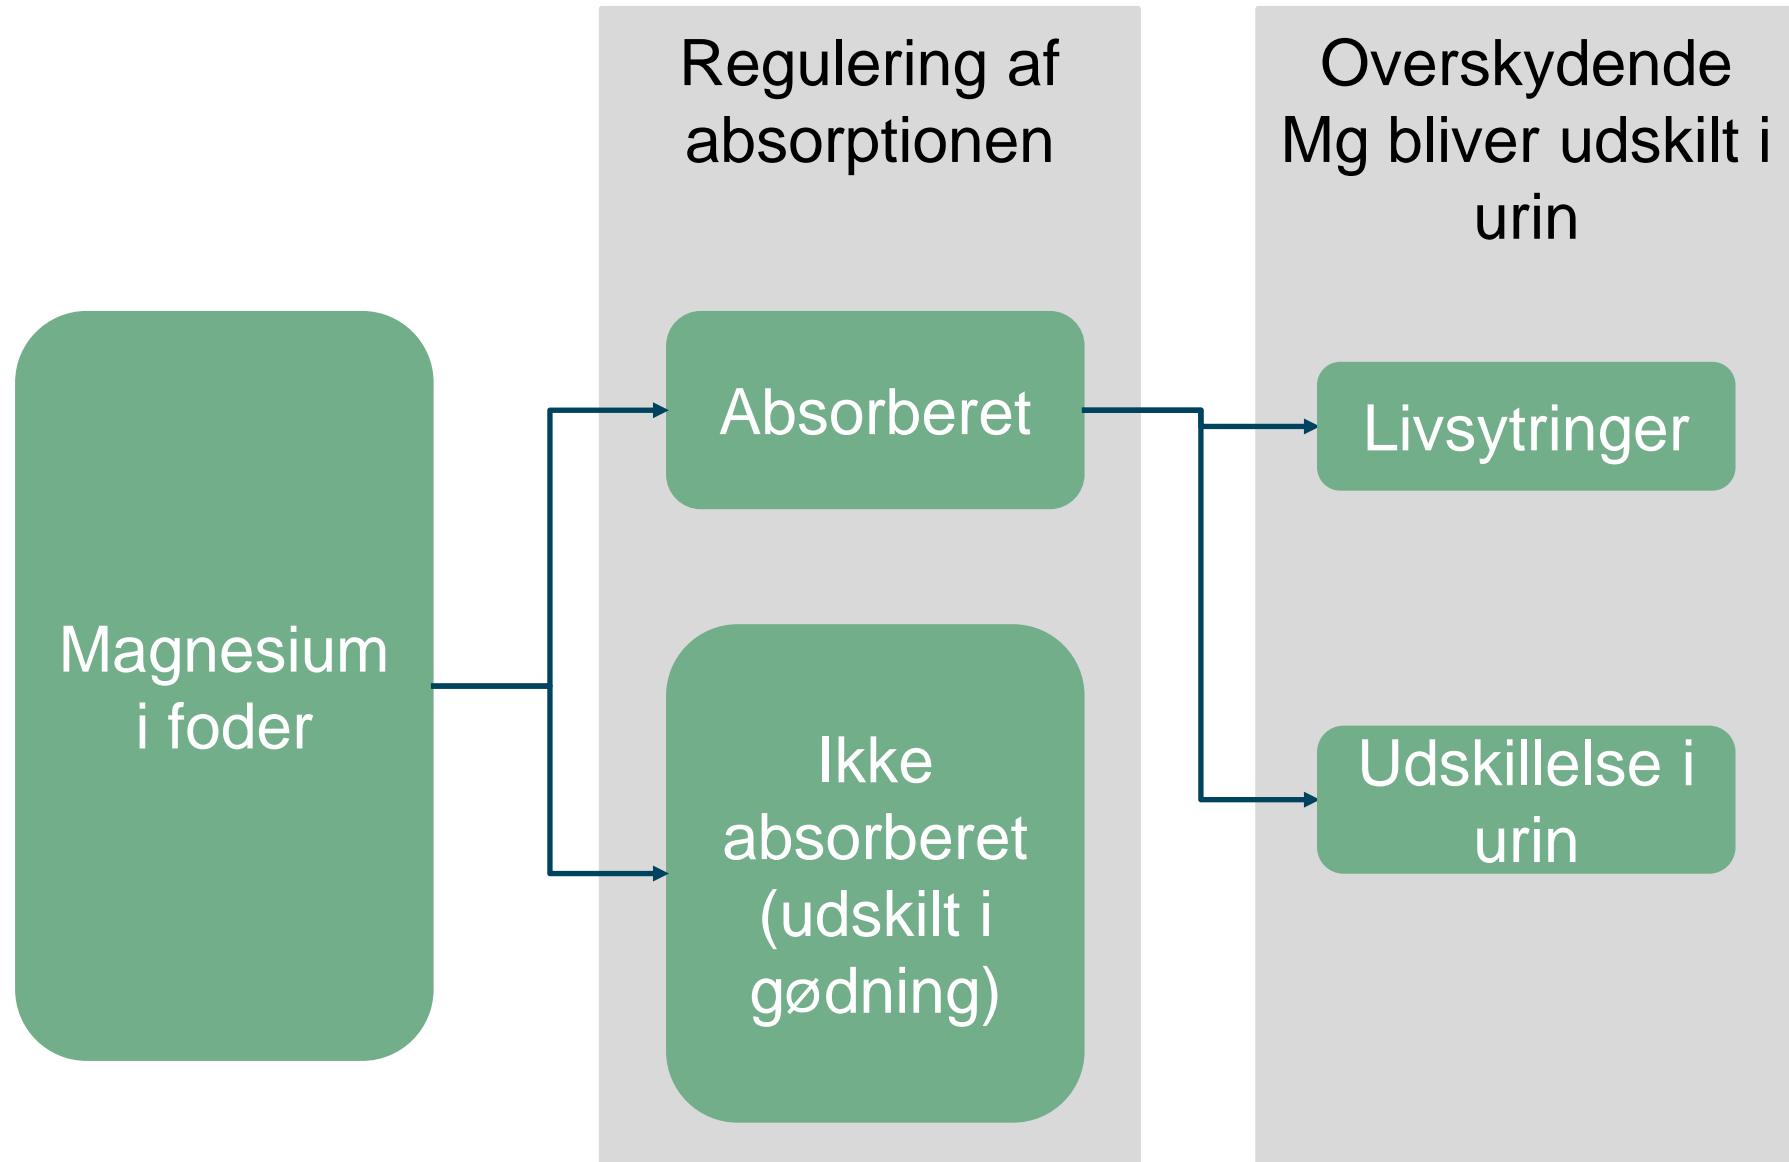 Regulering af
absorptionen
Overskydende
Mg bliver udskilt i
urin
Magnesium
i foder
Absorberet
Ikke
absorberet
(udskilt i
gødning)
Livsytringer
Udskillelse i
urin